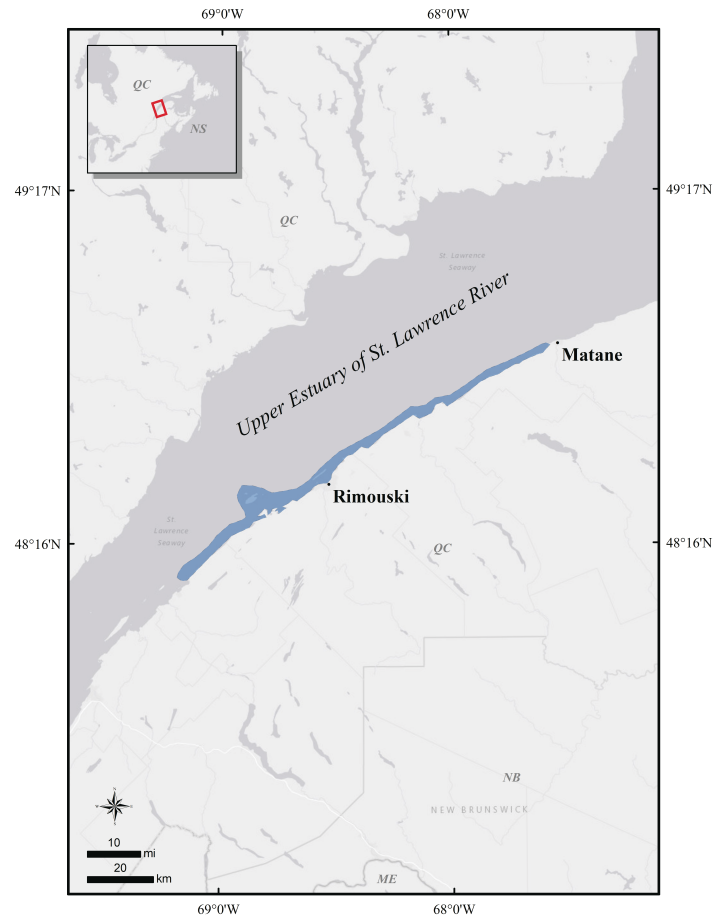 69°0'W 68°0'W
QC
NS
49°17'N 49°17'N
QC
St. Lawrence
Seaway
Upper Estuary of St. Lawrence River
Matane
Rimouski
St.
Lawrence
Seaway
48°16'N 48°16'N
QC
NB
NEW BRUNSWICK
N
W E
S
10
mi
20
km
ME
69°0'W 68°0'W